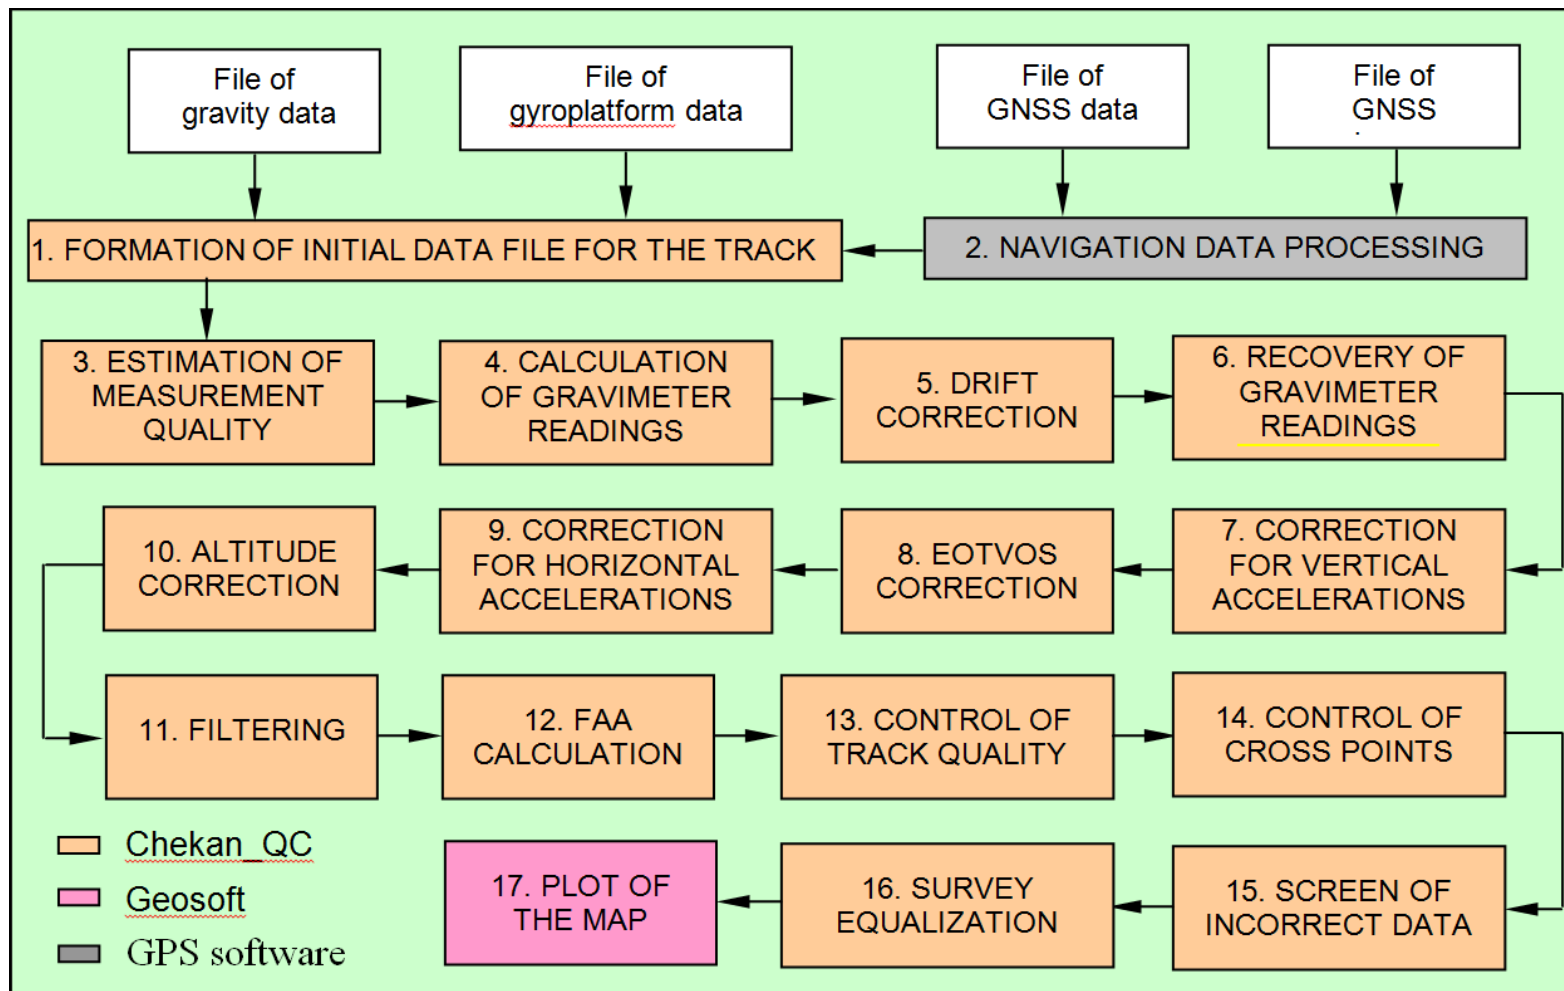 File of
gravity data
File of
gyroplatform data
File of
GNSS data
File of
GNSS
1. FORMATION OF INITIAL DATA FILE FOR THE TRACK
2. NAVIGATION DATA PROCESSING
3. ESTIMATION OF
MEASUREMENT
QUALITY
4. CALCULATION
OF GRAVIMETER
READINGS
5. DRIFT
CORRECTION
6. RECOVERY OF
GRAVIMETER
READINGS
7. CORRECTION
FOR VERTICAL
ACCELERATIONS
8. EOTVOS
CORRECTION
9. CORRECTION
FOR HORIZONTAL
ACCELERATIONS
10. ALTITUDE
CORRECTION
11. FILTERING
12. FAA
CALCULATION
13. CONTROL OF
TRACK QUALITY
14. CONTROL OF
CROSS POINTS
15. SCREEN OF
INCORRECT DATA
16. SURVEY
EQUALIZATION
17. PLOT OF
THE MAP
Chekan_QC
Geosoft
GPS software